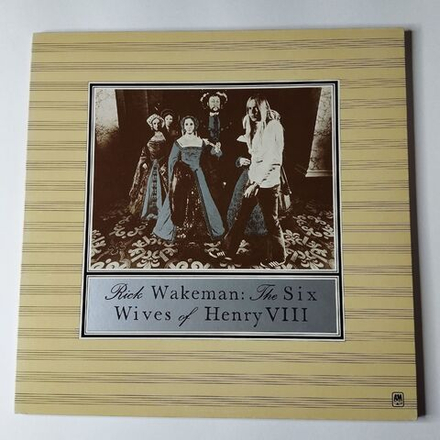 Rick Wakeman: The Six
Wives of Henry VIII
A&M